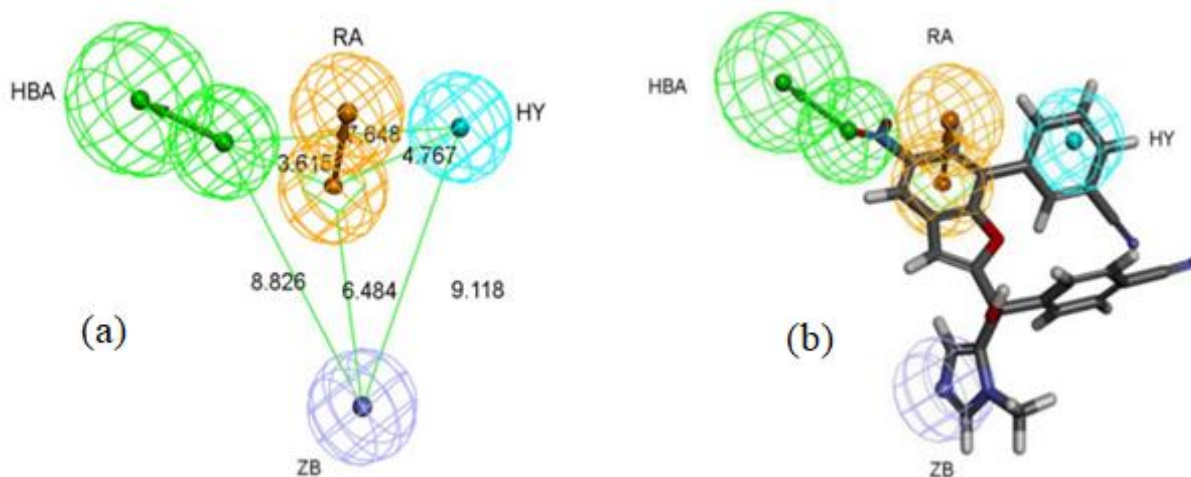 RA
HBA
HY
7.648
3.615
4.767
8.826
6.484
9.118
(a)
ZB
RA
HBA
HY
(b)
ZB